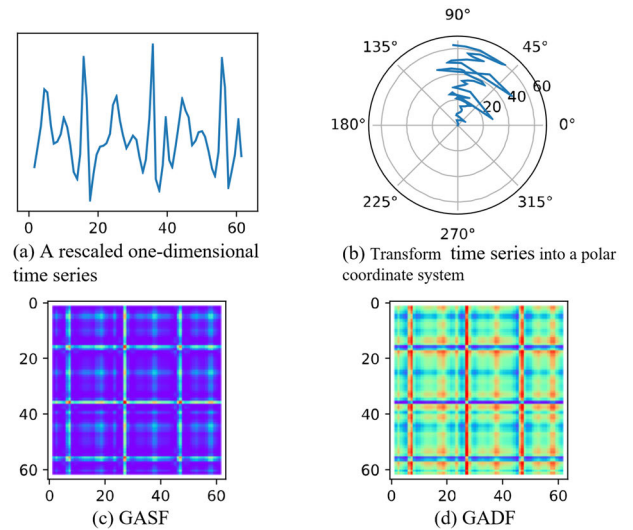 0 20 40 60
(a) A rescaled one-dimensional
time series
90°
135° 45°
180° 20 40 60 0°
225° 315°
270°
(b) Transform time series into a polar
coordinate system
0
20
40
60
0 20 40 60
(c) GASF
0
20
40
60
0 20 40 60
(d) GADF